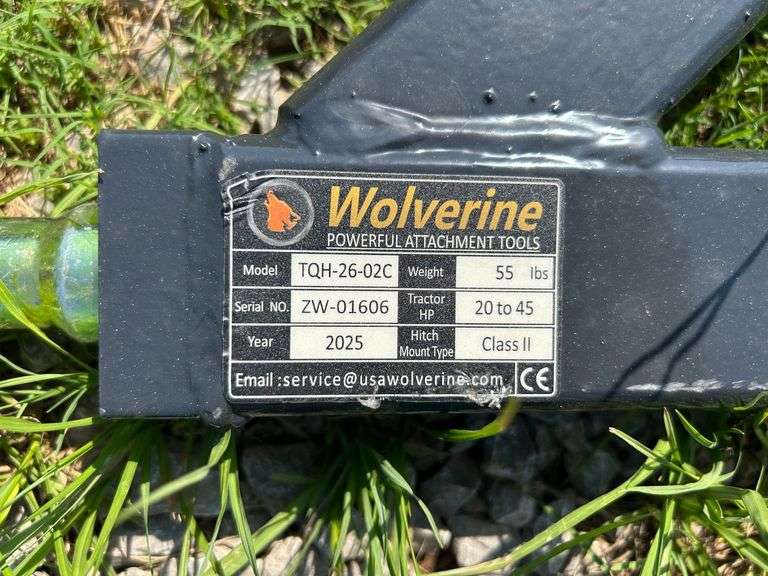 Wolverine
POWERFUL ATTACHMENT TOOLS
Model TQH-26-02C Weight 55 lbs
Serial NO. ZW-01606 Tractor HP 20 to 45
Year 2025 Hitch Mount Type Class II
Email :service@usawolverine.com CE